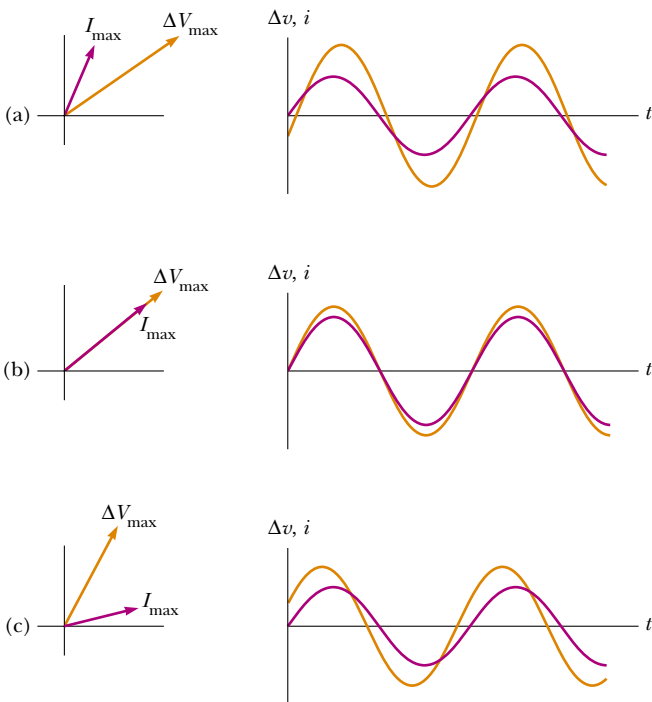 I_max
ΔV_max
Δv, i
(a)
t
Δv, i
ΔV_max
I_max
(b)
t
ΔV_max
Δv, i
I_max
(c)
t